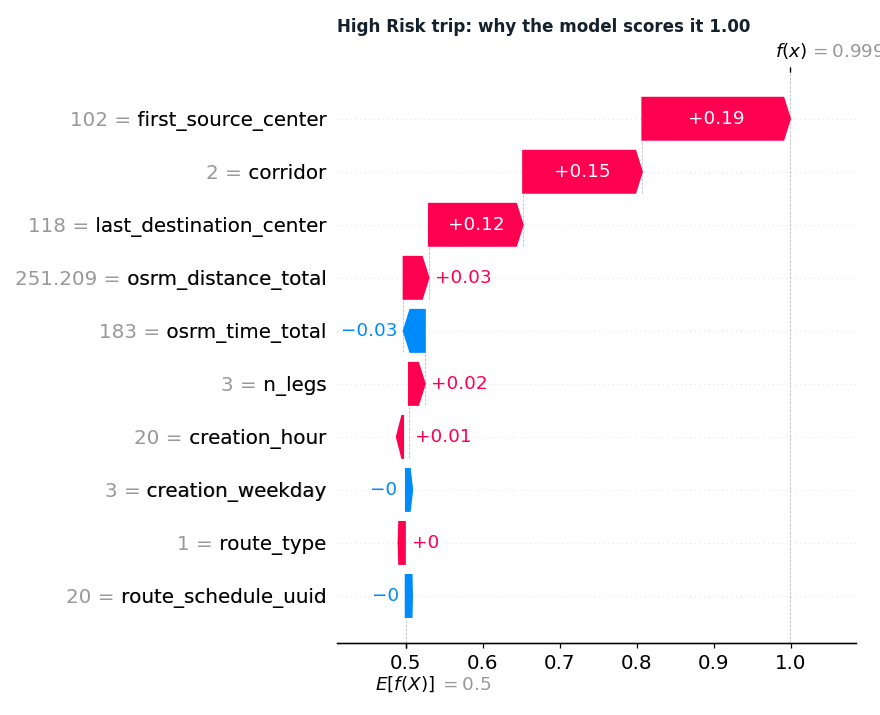 High Risk trip: why the model scores it 1.00
f(x) = 0.999
102 = first_source_center +0.19
2 = corridor +0.15
118 = last_destination_center +0.12
251.209 = osrm_distance_total +0.03
183 = osrm_time_total −0.03
3 = n_legs +0.02
20 = creation_hour +0.01
3 = creation_weekday −0
1 = route_type +0
20 = route_schedule_uuid −0
0.5 0.6 0.7 0.8 0.9 1.0
E[f(X)] = 0.5